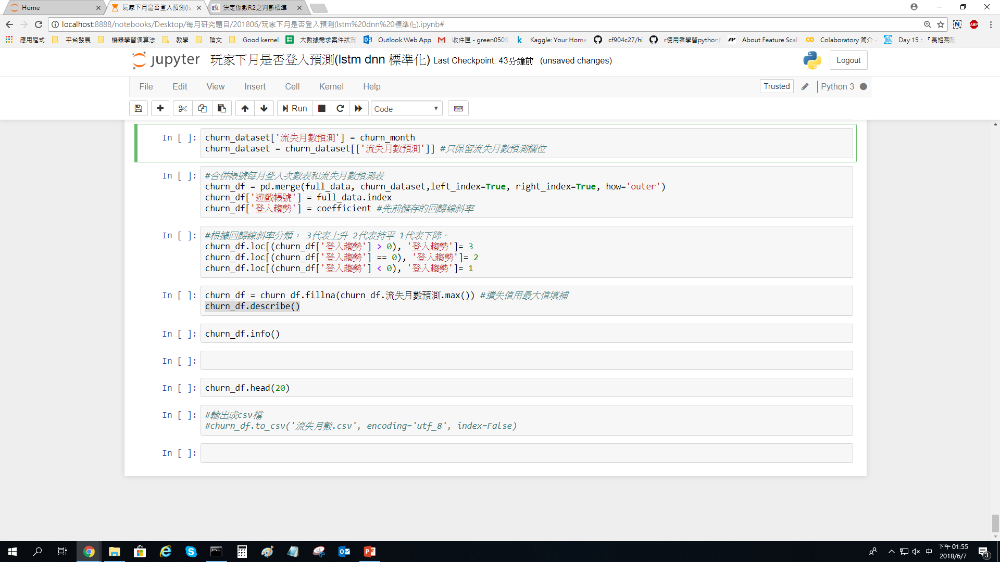 Home
玩家下月是否登入預測(ls
決定係數R2之判斷標準
localhost:8888/notebooks/Desktop/每月研究題目/201806/玩家下月是否登入預測(lstm%20dnn%20標準化).ipynb#
應用程式 平台發展 機器學習演算法 教學 論文 Good kernel 大數據需求案件狀況 Outlook Web App 收件匣 - green0503 Kaggle: Your Home cf904c27/hi r使用者學習python About Feature Scali Colaboratory 簡介 - Day 15：『長短期記
jupyter 玩家下月是否登入預測(lstm dnn 標準化) Last Checkpoint: 43分鐘前 (unsaved changes) Logout
File Edit View Insert Cell Kernel Help Trusted Python 3
Run Code
In [ ]: churn_dataset['流失月數預測'] = churn_month
churn_dataset = churn_dataset[['流失月數預測']] #只保留流失月數預測欄位
In [ ]: #合併帳號每月登入次數表和流失月數預測表
churn_df = pd.merge(full_data, churn_dataset,left_index=True, right_index=True, how='outer')
churn_df['遊戲帳號'] = full_data.index
churn_df['登入趨勢'] = coefficient #先前儲存的回歸線斜率
In [ ]: #根據回歸線斜率分類， 3代表上升 2代表持平 1代表下降。
churn_df.loc[(churn_df['登入趨勢'] > 0), '登入趨勢']= 3
churn_df.loc[(churn_df['登入趨勢'] == 0), '登入趨勢']= 2
churn_df.loc[(churn_df['登入趨勢'] < 0), '登入趨勢']= 1
In [ ]: churn_df = churn_df.fillna(churn_df.流失月數預測.max()) #遺失值用最大值填補
churn_df.describe()
In [ ]: churn_df.info()
In [ ]:
In [ ]: churn_df.head(20)
In [ ]: #輸出成csv檔
#churn_df.to_csv('流失月數.csv', encoding='utf_8', index=False)
In [ ]:
中 下午 01:55
2018/6/7
3